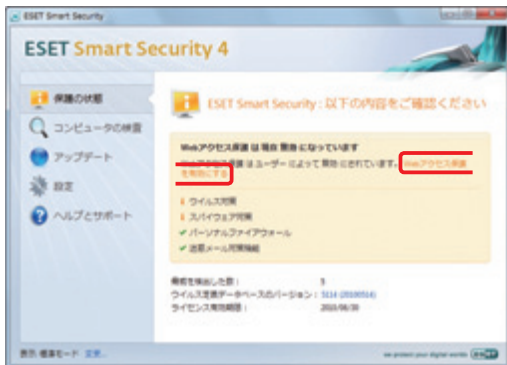 ESET Smart Security
ESET Smart Security 4
保護の状態
コンピュータの検査
アップデート
設定
ヘルプとサポート
ESET Smart Security : 以下の内容をご確認ください
Webアクセス保護 は 現在 無効 になっています
Webアクセス保護 は ユーザー によって 無効 にされています。 Webアクセス保護
を有効にする
ウイルス対策
スパイウェア対策
パーソナルファイアウォール
迷惑メール対策機能
脅威を検出した数 : 5
ウイルス定義データベースのバージョン : 5114 (20100514)
ライセンス有効期限 : 2010/06/30
表示: 標準モード 変更...
we protect your digital worlds